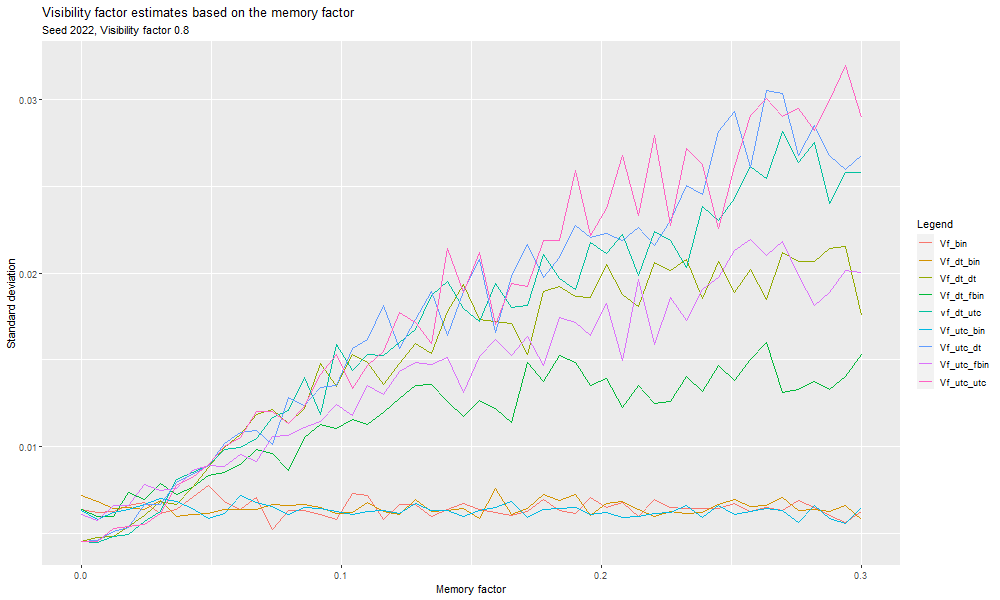 Visibility factor estimates based on the memory factor
Seed 2022, Visibility factor 0.8
Standard deviation
0.03
0.02
0.01
0.0
0.1
0.2
0.3
Memory factor
Legend
Vf_bin
Vf_dt_bin
Vf_dt_dt
Vf_dt_fbin
vf_dt_utc
Vf_utc_bin
Vf_utc_dt
Vf_utc_fbin
Vf_utc_utc